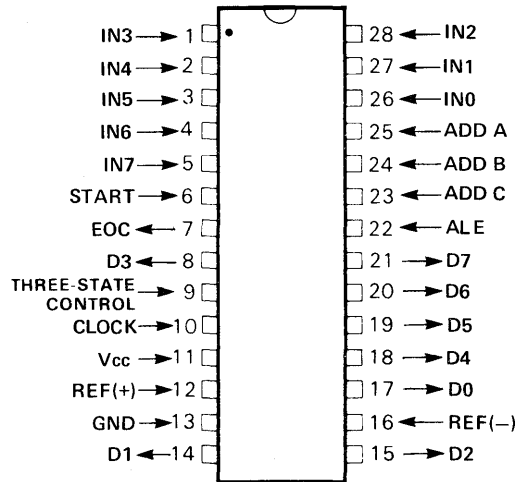 IN3 1 28 IN2
IN4 2 27 IN1
IN5 3 26 IN0
IN6 4 25 ADD A
IN7 5 24 ADD B
START 6 23 ADD C
EOC 7 22 ALE
D3 8 21 D7
THREE-STATE
CONTROL 9 20 D6
CLOCK 10 19 D5
Vcc 11 18 D4
REF(+) 12 17 D0
GND 13 16 REF(−)
D1 14 15 D2